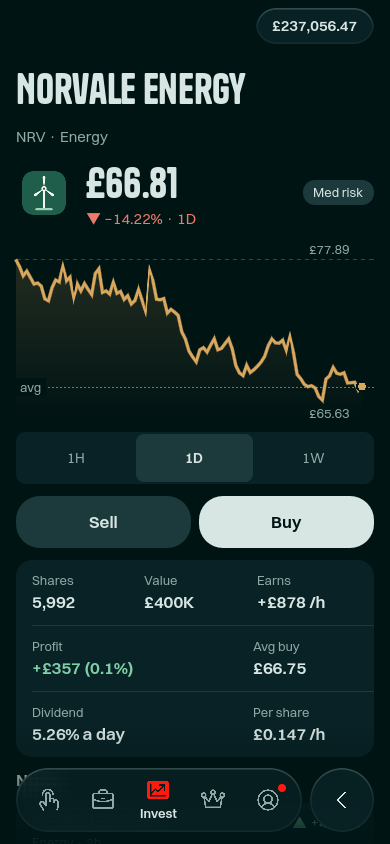 £237,056.47
NORVALE ENERGY
NRV · Energy
£66.81
▼ −14.22% · 1D
Med risk
£77.89
avg
£65.63
1H
1D
1W
Sell
Buy
Shares
Value
Earns
5,992
£400K
+£878 /h
Profit
Avg buy
+£357 (0.1%)
£66.75
Dividend
Per share
5.26% a day
£0.147 /h
Invest